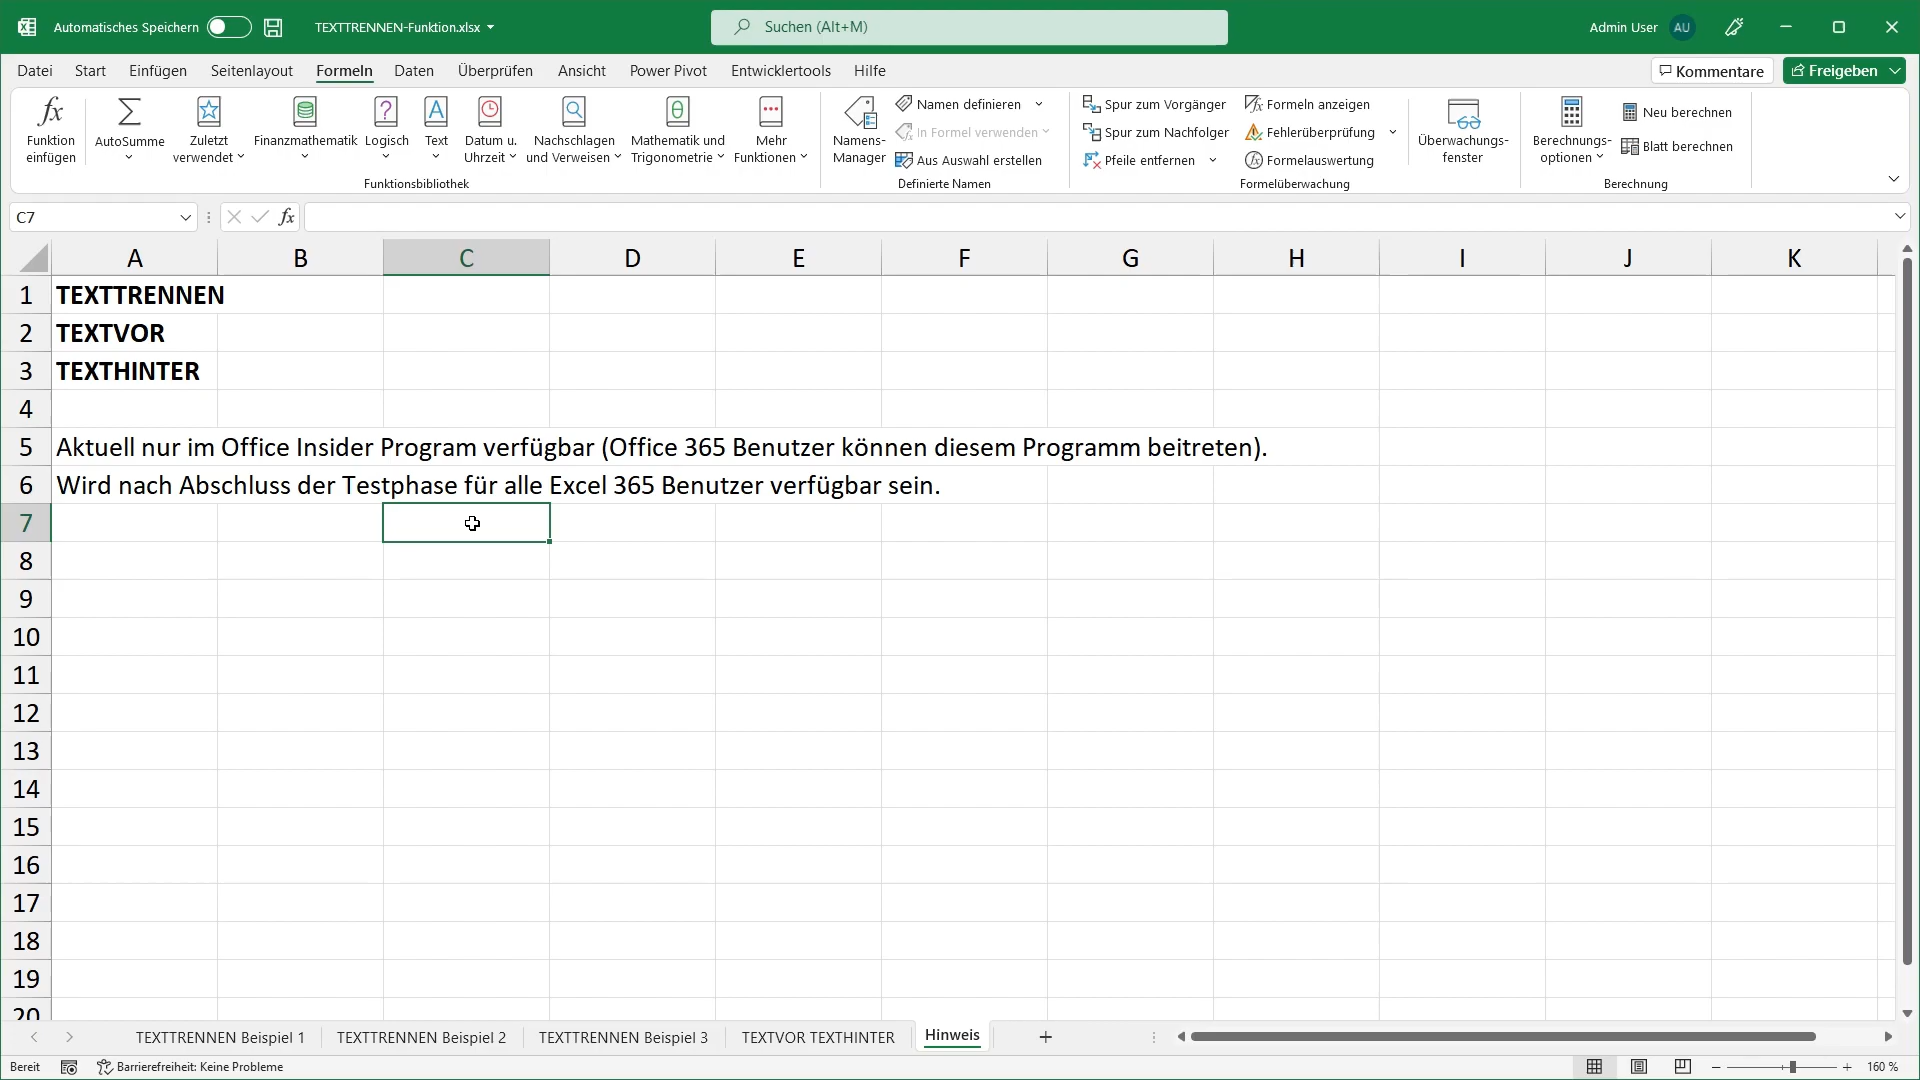 Automatisches Speichern TEXTTRENNEN-Funktion.xlsx Suchen (Alt+M) Admin User AU
Datei Start Einfügen Seitenlayout Formeln Daten Überprüfen Ansicht Power Pivot Entwicklertools Hilfe Kommentare Freigeben
Funktion einfügen
AutoSumme
Zuletzt verwendet
Finanzmathematik
Logisch
Text
Datum u. Uhrzeit
Nachschlagen und Verweisen
Mathematik und Trigonometrie
Mehr Funktionen
Funktionsbibliothek
Namens-Manager
Namen definieren
In Formel verwenden
Aus Auswahl erstellen
Definierte Namen
Spur zum Vorgänger
Spur zum Nachfolger
Pfeile entfernen
Formeln anzeigen
Fehlerüberprüfung
Formelauswertung
Formelüberwachung
Überwachungs-
fenster
Berechnungs-
optionen
Neu berechnen
Blatt berechnen
Berechnung
C7 fx
A B C D E F G H I J K
1 TEXTTRENNEN
2 TEXTVOR
3 TEXTHINTER
4
5 Aktuell nur im Office Insider Program verfügbar (Office 365 Benutzer können diesem Programm beitreten).
6 Wird nach Abschluss der Testphase für alle Excel 365 Benutzer verfügbar sein.
7
8
9
10
11
12
13
14
15
16
17
18
19
20
TEXTTRENNEN Beispiel 1 TEXTTRENNEN Beispiel 2 TEXTTRENNEN Beispiel 3 TEXTVOR TEXTHINTER Hinweis
Bereit Barrierefreiheit: Keine Probleme 160 %